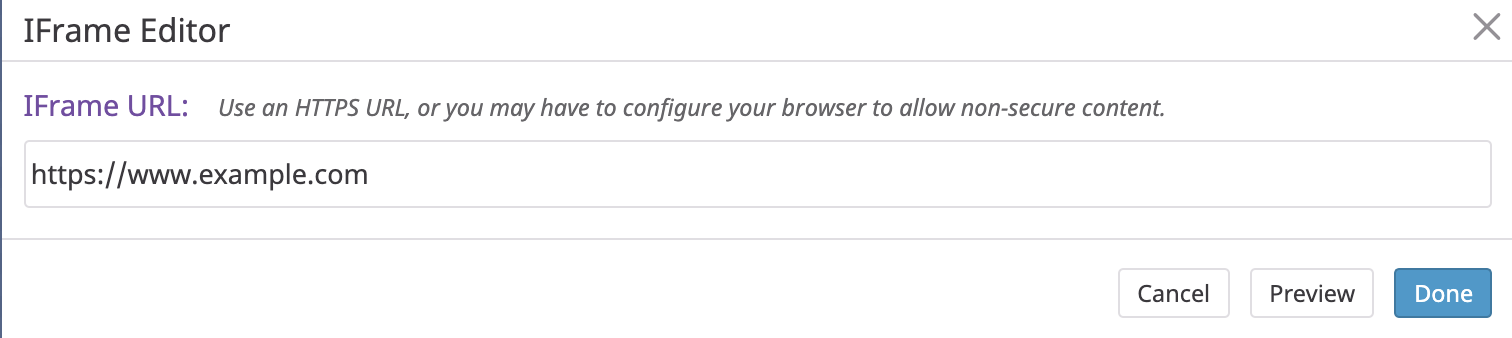 IFrame Editor
IFrame URL: Use an HTTPS URL, or you may have to configure your browser to allow non-secure content.
https://www.example.com
Cancel Preview Done